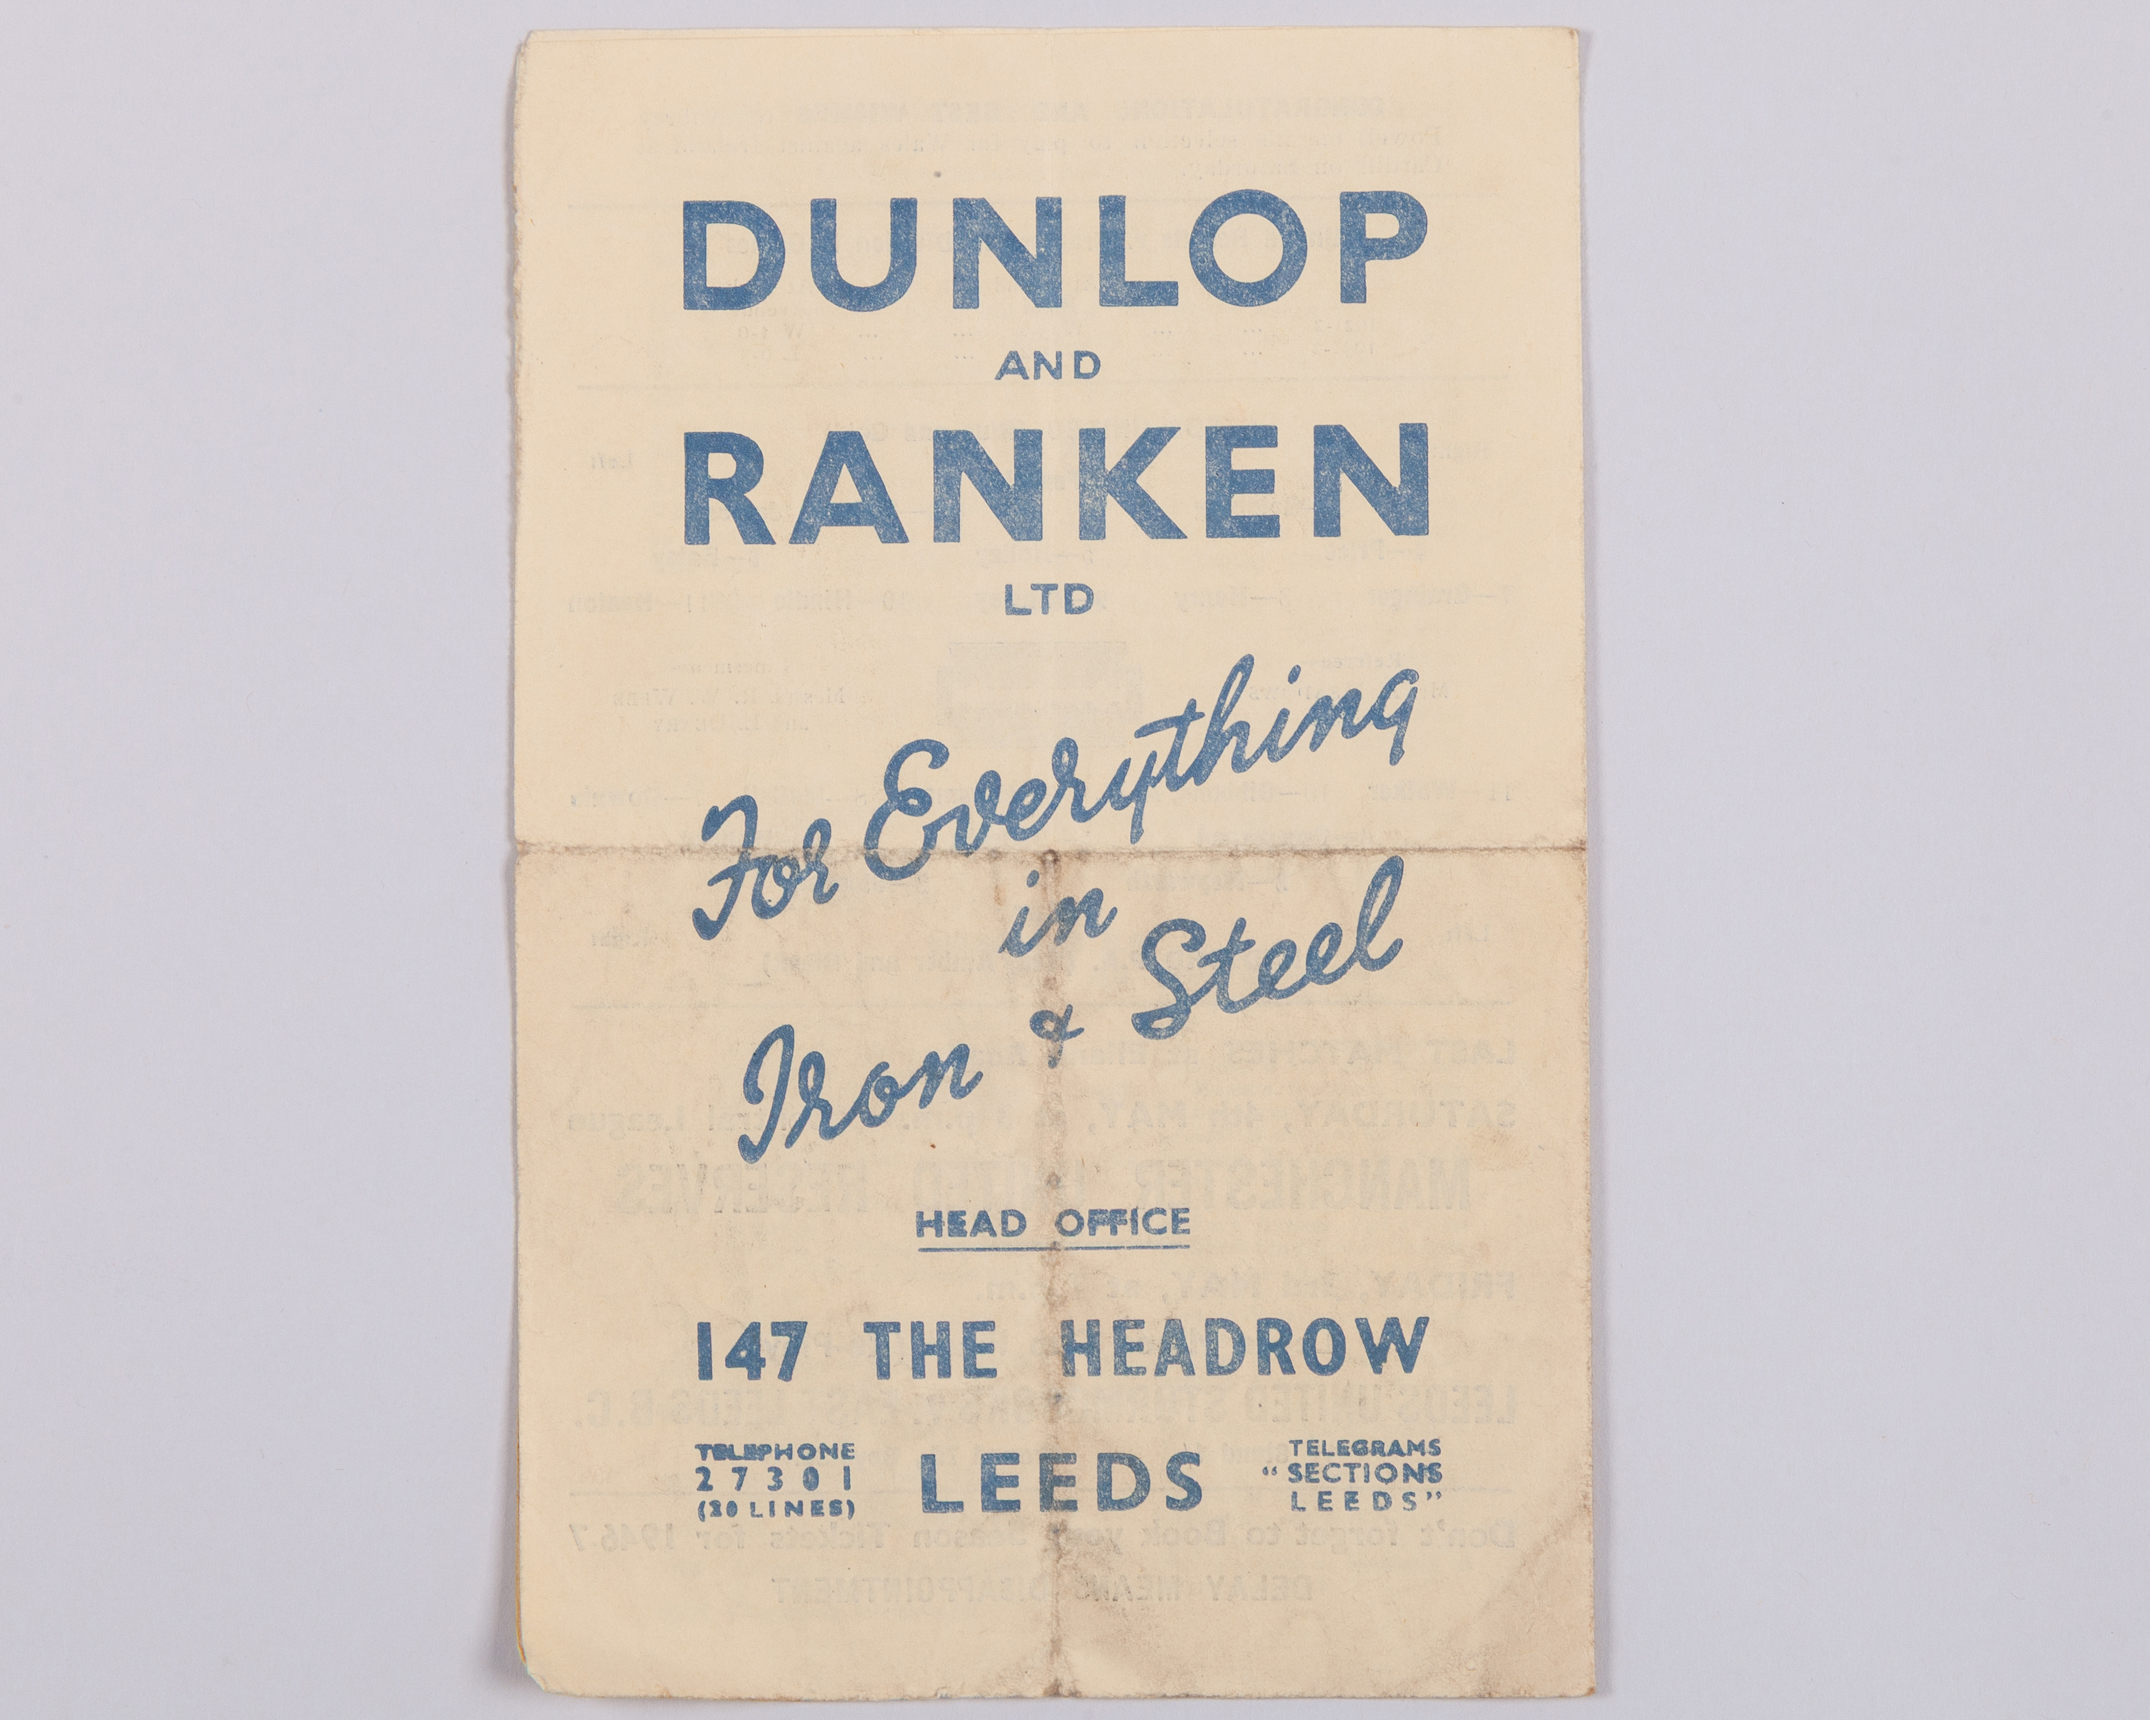 DUNLOP
AND
RANKEN
LTD
For Everything
in
Iron & Steel
HEAD OFFICE
147 THE HEADROW
TELEPHONE
27301
(20 LINES)
LEEDS
TELEGRAMS
"SECTIONS
LEEDS"